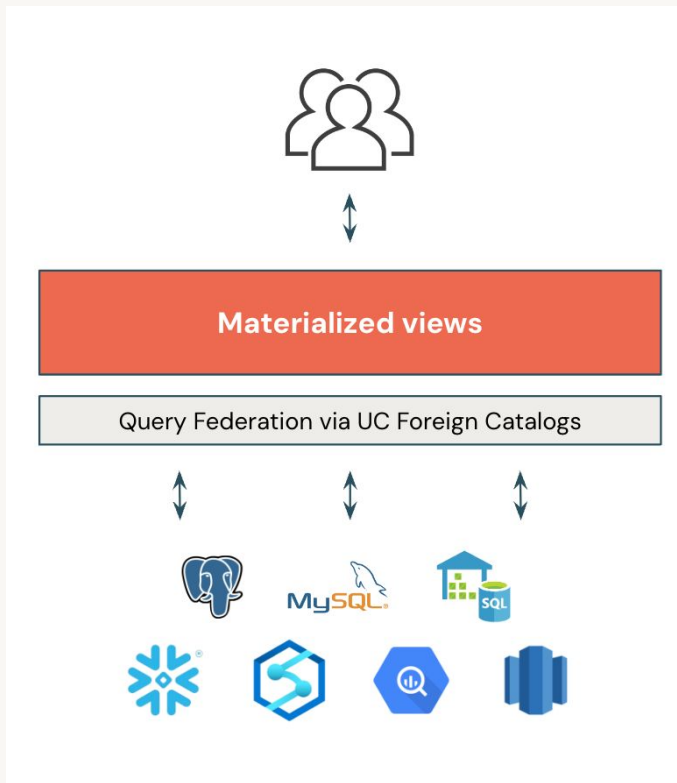 Materialized views
Query Federation via UC Foreign Catalogs
MySQL®
SQL
®